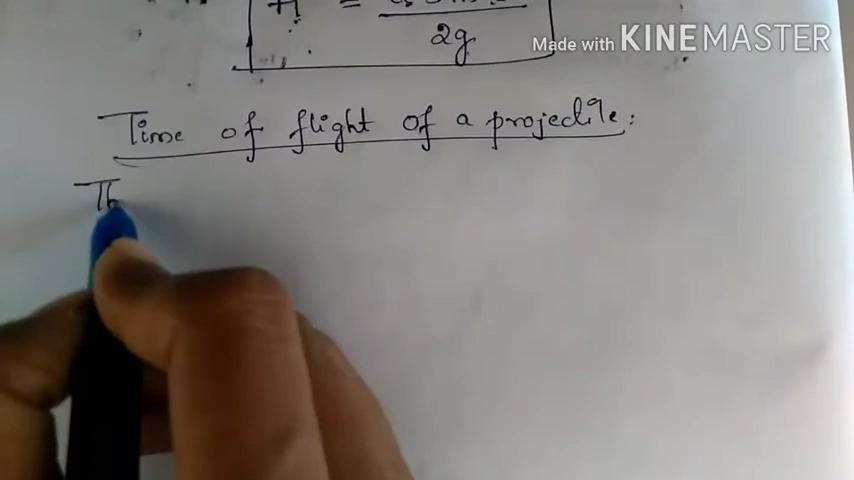 H =
2g
Made with KINEMASTER
Time of flight of a projectile:
Th